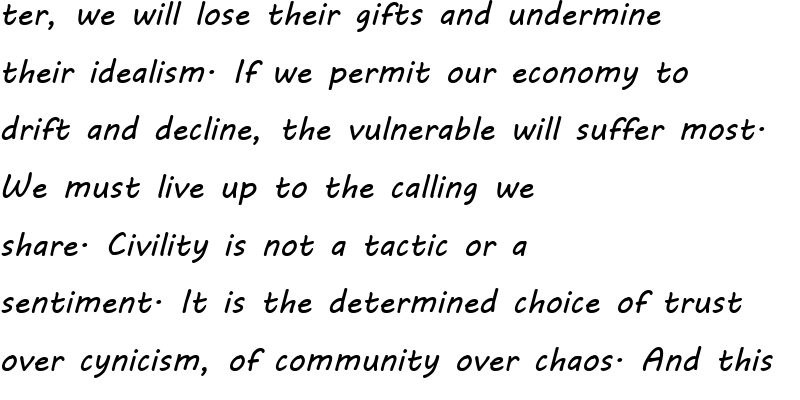 ter, we will lose their gifts and undermine
their idealism. If we permit our economy to
drift and decline, the vulnerable will suffer most.
We must live up to the calling we
share. Civility is not a tactic or a
sentiment. It is the determined choice of trust
over cynicism, of community over chaos. And this